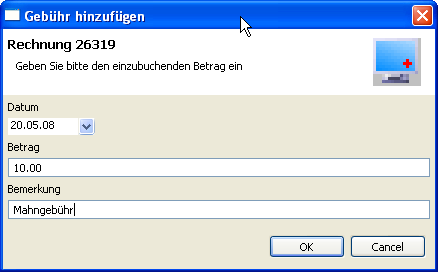 Gebühr hinzufügen
Rechnung 26319
Geben Sie bitte den einzubuchenden Betrag ein
Datum
20.05.08
Betrag
10.00
Bemerkung
Mahngebühr
OK Cancel